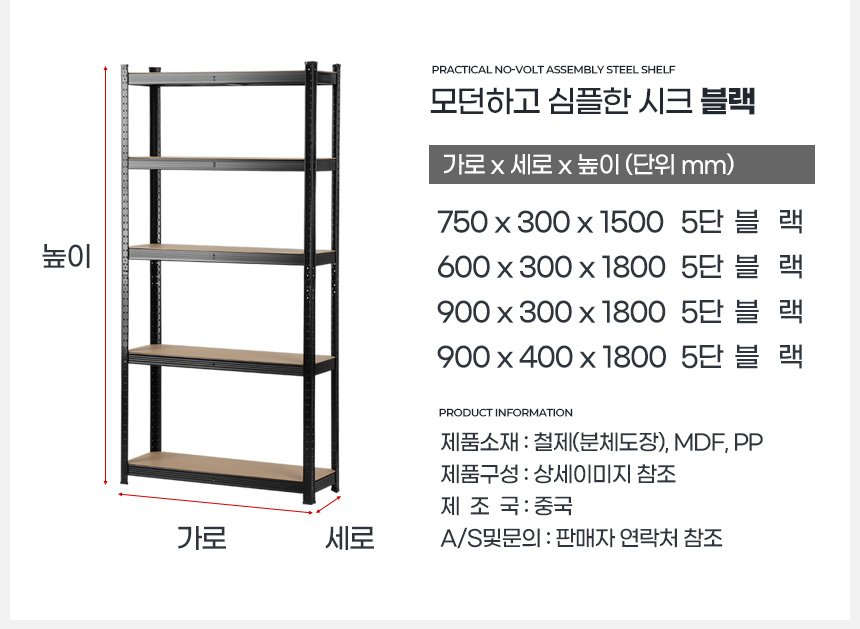 PRACTICAL NO-VOLT ASSEMBLY STEEL SHELF
모던하고 심플한 시크 블랙
가로 x 세로 x 높이 (단위 mm)
750 x 300 x 1500 5단 블 랙
600 x 300 x 1800 5단 블 랙
900 x 300 x 1800 5단 블 랙
900 x 400 x 1800 5단 블 랙
높이
가로
세로
PRODUCT INFORMATION
제품소재 : 철제(분체도장), MDF, PP
제품구성 : 상세이미지 참조
제 조 국 : 중국
A/S및문의 : 판매자 연락처 참조